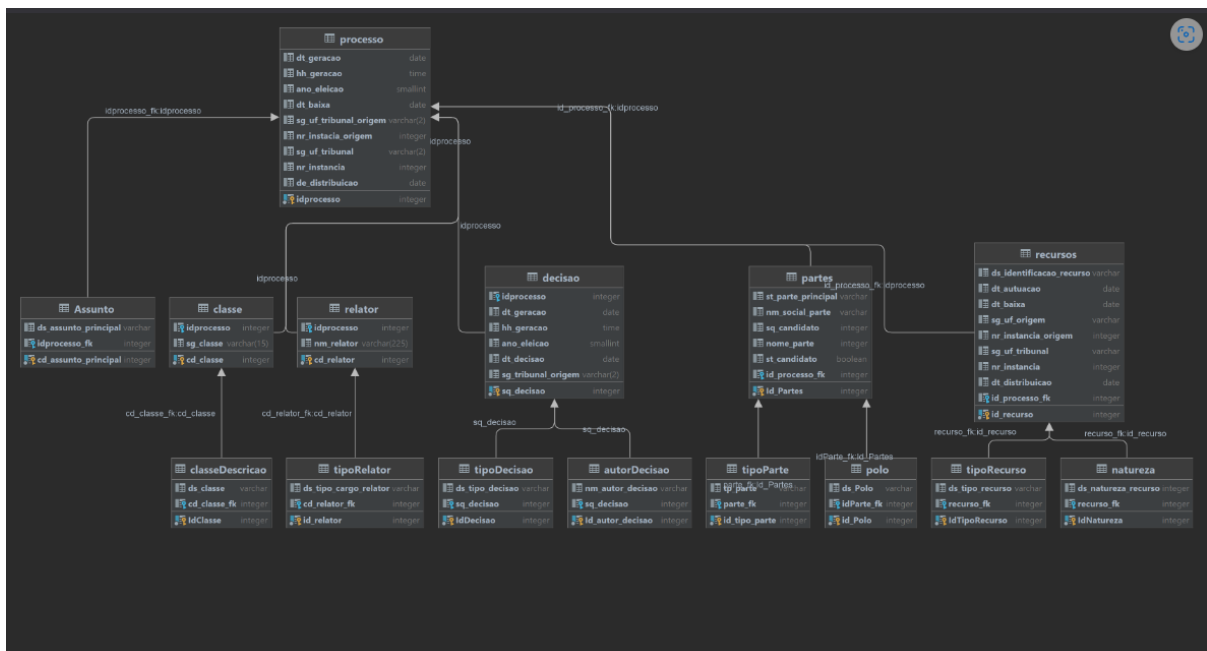 processo
dt_geracao date
hh_geracao time
ano_eleicao smallint
dt_baixa date
sg_uf_tribunal_origem varchar(2)
nr_instacia_origem integer
sg_uf_tribunal varchar(2)
nr_instancia integer
de_distribuicao date
idprocesso integer
idprocesso_fk:idprocesso
id_processo_fk:idprocesso
idprocesso
idprocesso
idprocesso
id_processo_fk:idprocesso
Assunto
ds_assunto_principal varchar
idprocesso_fk integer
cd_assunto_principal integer
classe
idprocesso integer
sg_classe varchar(15)
cd_classe integer
relator
idprocesso integer
nm_relator varchar(225)
cd_relator integer
decisao
idprocesso integer
dt_geracao date
hh_geracao time
ano_eleicao smallint
dt_decisao date
sg_tribunal_origem varchar(2)
sq_decisao integer
partes
st_parte_principal varchar
nm_social_parte varchar
sq_candidato integer
nome_parte integer
st_candidato boolean
id_processo_fk integer
Id_Partes integer
recursos
ds_identificacao_recurso varchar
dt_autuacao date
dt_baixa date
sg_uf_origem varchar
nr_instancia_origem integer
sg_uf_tribunal varchar
nr_instancia integer
dt_distribuicao date
id_processo_fk integer
id_recurso integer
cd_classe_fk:cd_classe
cd_relator_fk:cd_relator
sq_decisao
sq_decisao
idParte_fk:id_Partes
parte_fk:id_Partes
recurso_fk:id_recurso
recurso_fk:id_recurso
classeDescricao
ds_classe varchar
cd_classe_fk integer
IdClasse integer
tipoRelator
ds_tipo_cargo_relator varchar
cd_relator_fk integer
id_relator integer
tipoDecisao
ds_tipo_decisao varchar
sq_decisao integer
IdDecisao integer
autorDecisao
nm_autor_decisao varchar
sq_decisao integer
Id_autor_decisao integer
tipoParte
tp_parte varchar
parte_fk integer
id_tipo_parte integer
polo
ds_Polo varchar
idParte_fk integer
id_Polo integer
tipoRecurso
ds_tipo_recurso varchar
recurso_fk integer
IdTipoRecurso integer
natureza
ds_natureza_recurso integer
recurso_fk integer
IdNatureza integer